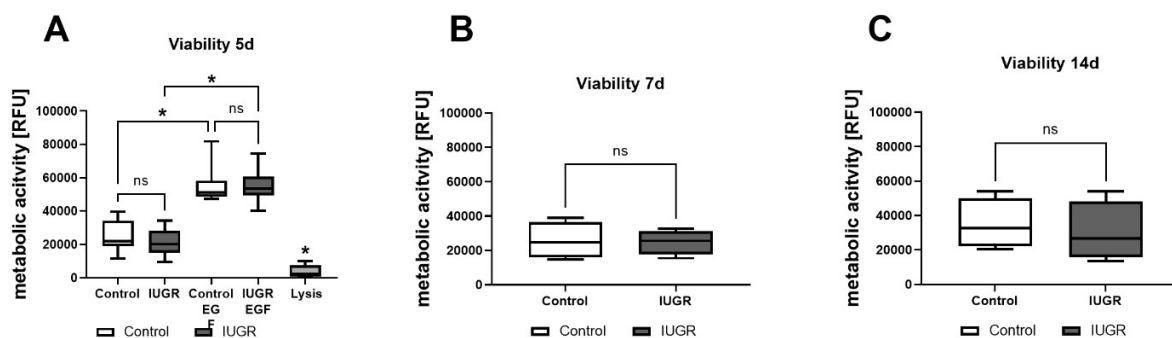 A
Viability 5d
metabolic acitvity [RFU]
100000
80000
60000
40000
20000
0
*
*
ns
ns
*
Control
IUGR
Control
EG
F
IUGR
EGF
Lysis
Control
IUGR
B
Viability 7d
metabolic acitvity [RFU]
100000
80000
60000
40000
20000
0
ns
Control
IUGR
Control
IUGR
C
Viability 14d
metabolic acitvity [RFU]
100000
80000
60000
40000
20000
0
ns
Control
IUGR
Control
IUGR